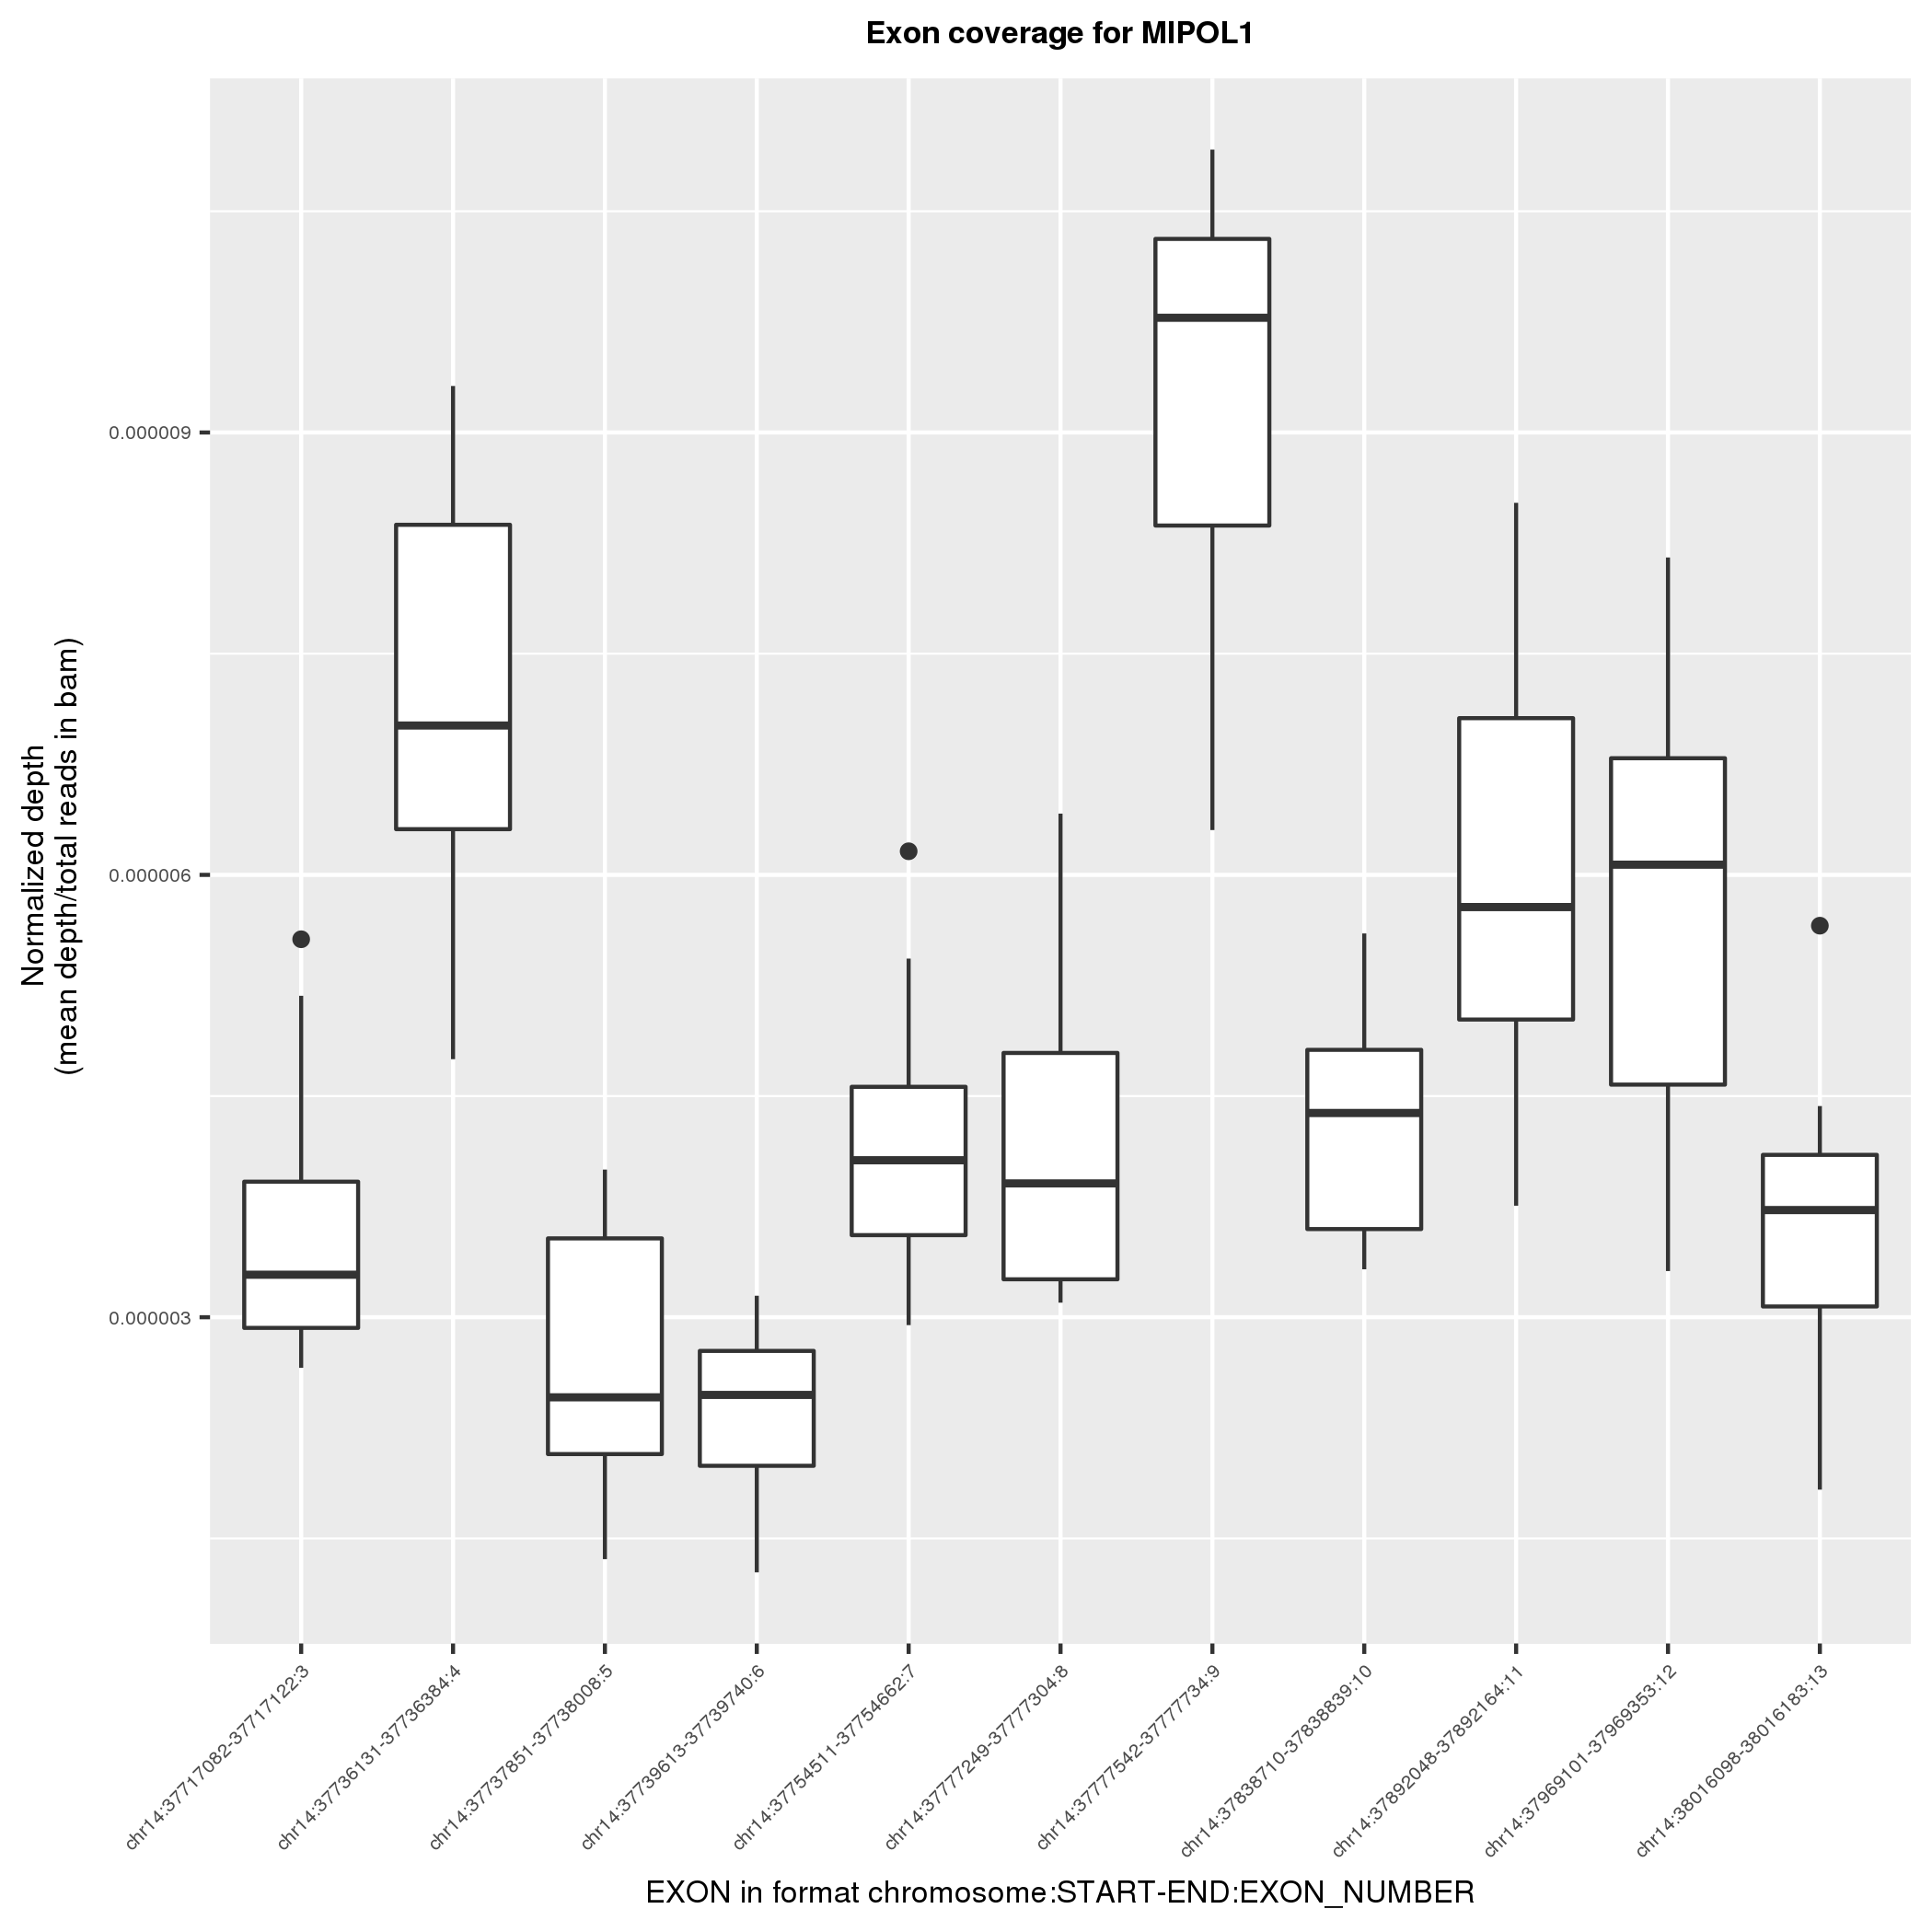 Exon coverage for MIPOL1
Normalized depth
(mean depth/total reads in bam)
0.000009
0.000006
0.000003
chr14:37717082-37717122:3
chr14:37736131-37736384:4
chr14:37737851-37738008:5
chr14:37739613-37739740:6
chr14:37754511-37754662:7
chr14:37777249-37777304:8
chr14:37777542-37777734:9
chr14:37838710-37838839:10
chr14:37892048-37892164:11
chr14:37969101-37969353:12
chr14:38016098-38016183:13
EXON in format chromosome:START-END:EXON_NUMBER